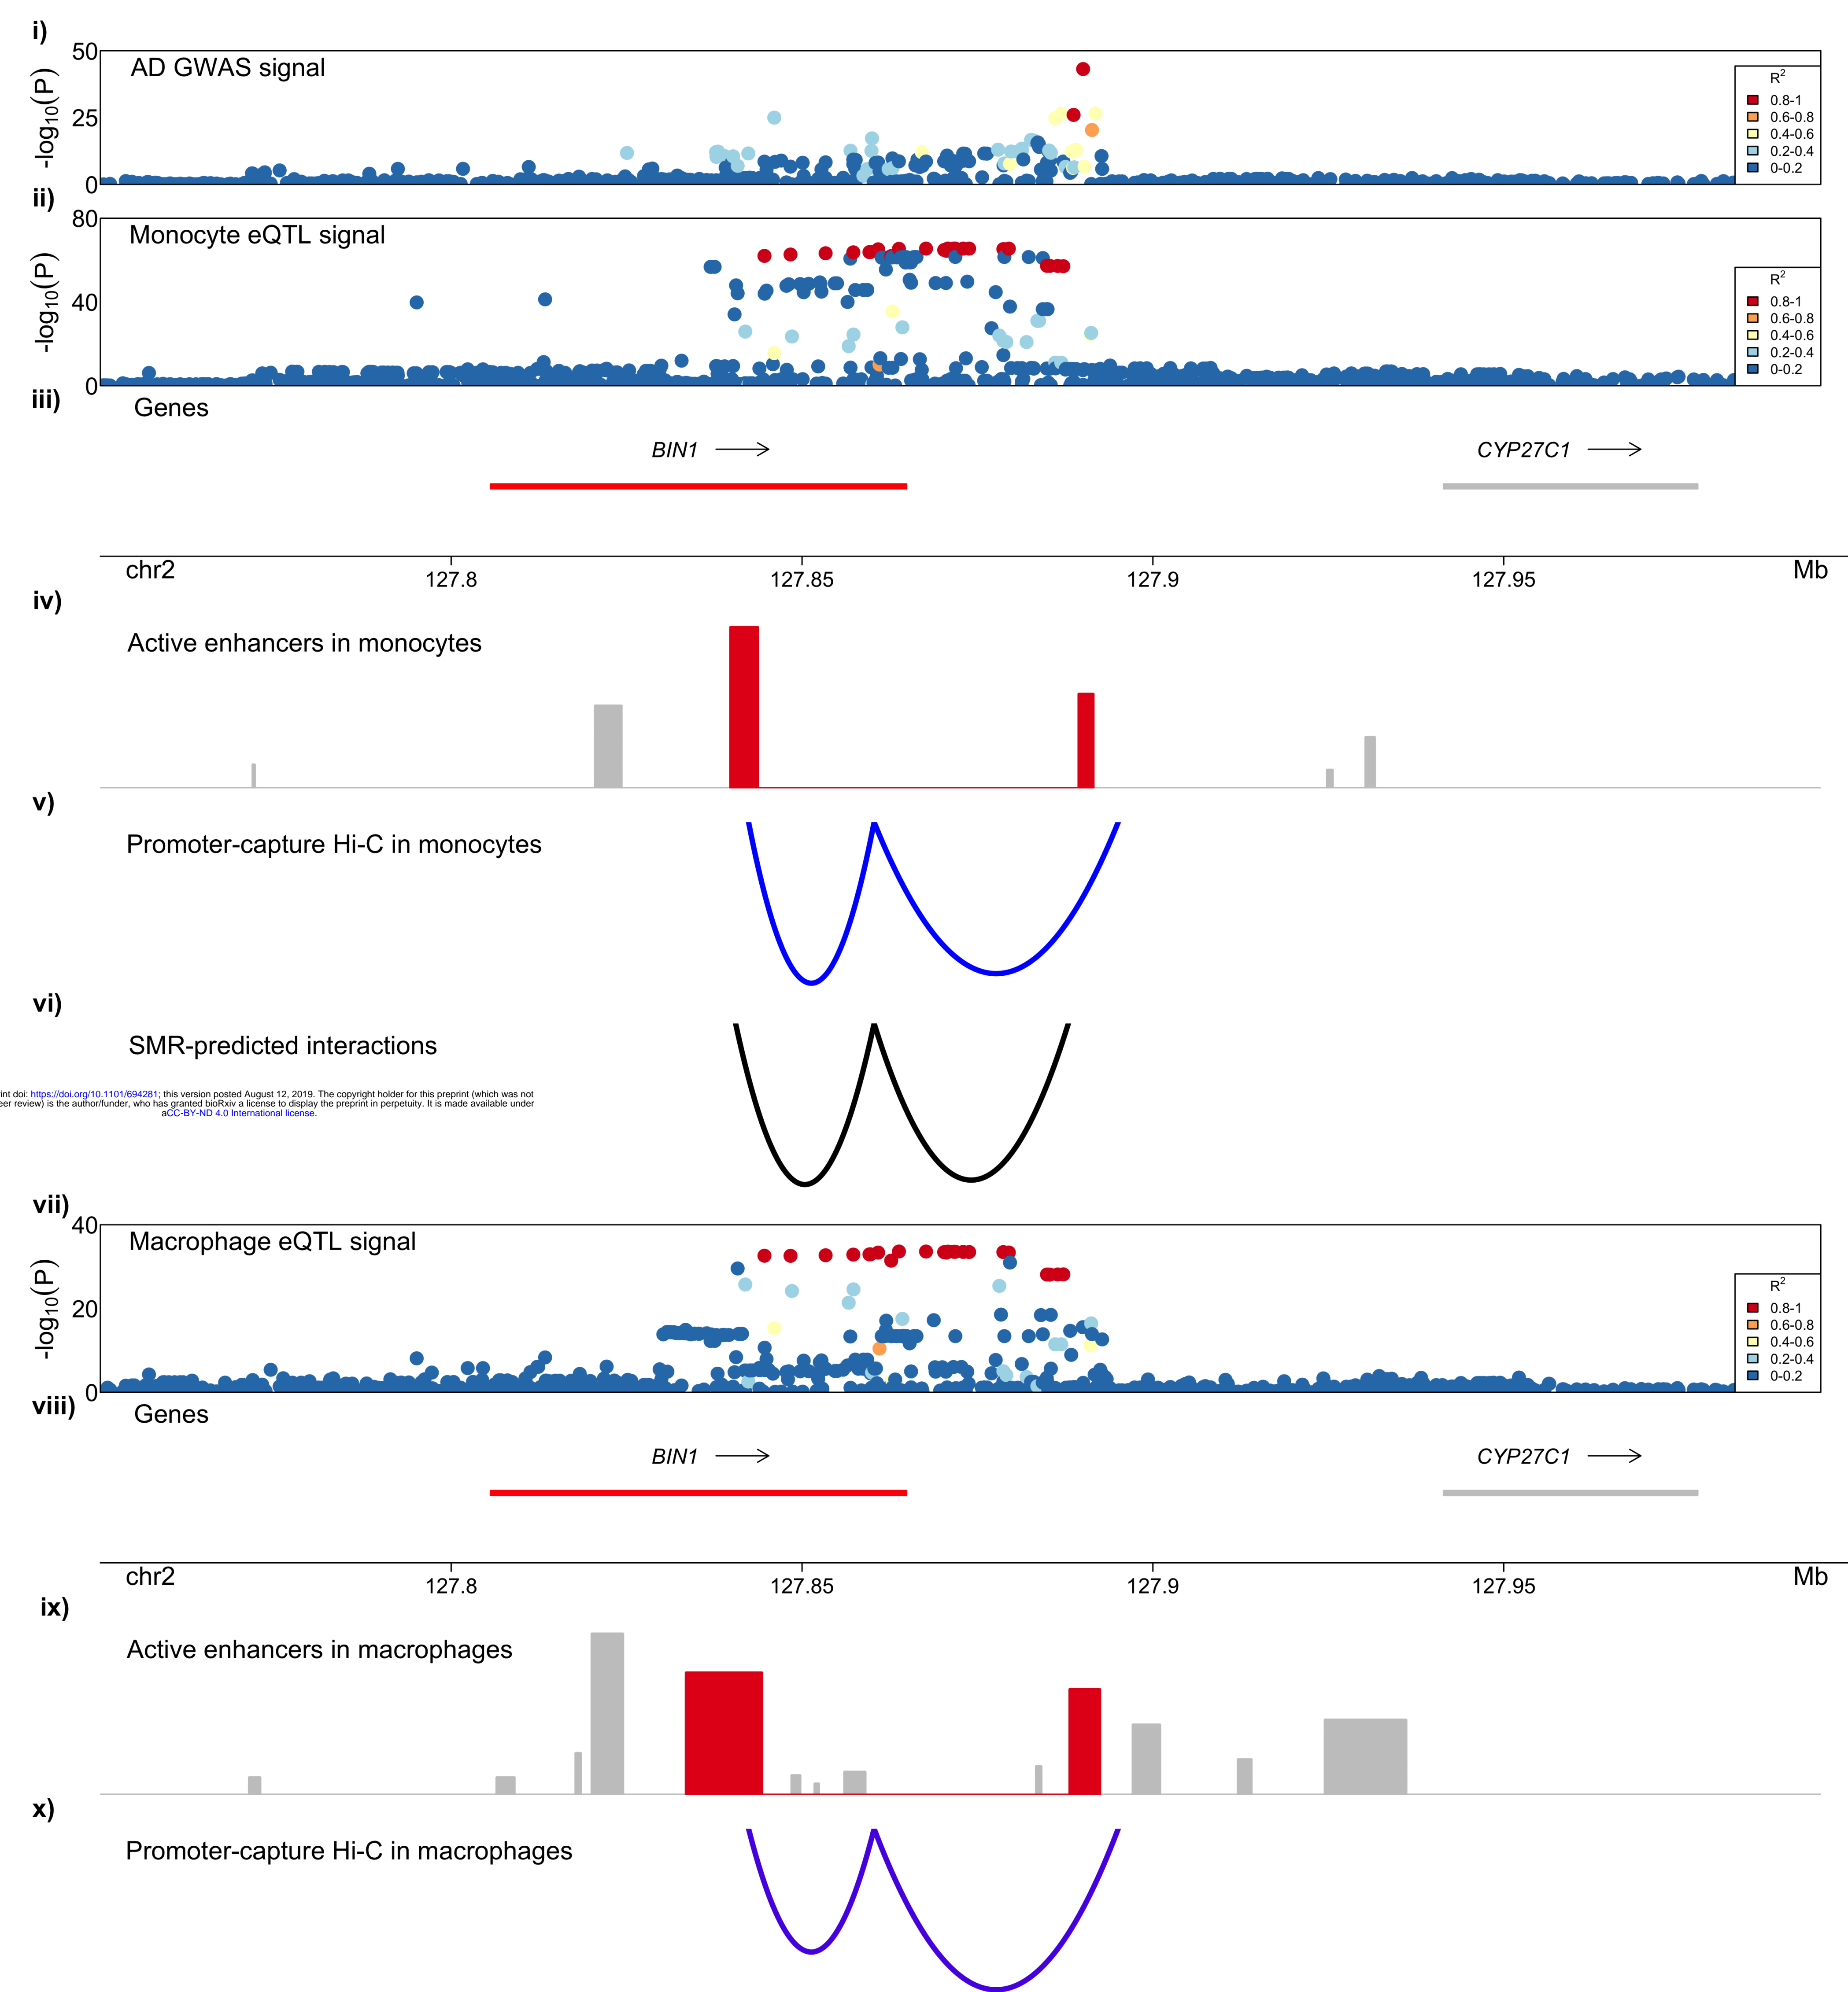 i)
50
AD GWAS signal
R2
0.8-1
25
0.6-0.8
0.4-0.6
0.2-0.4
0-0.2
0
-log10(P)
ii)
80
Monocyte eQTL signal
R2
0.8-1
40
0.6-0.8
0.4-0.6
0.2-0.4
0-0.2
0
-log10(P)
iii)
Genes
BIN1 → CYP27C1 →
chr2 127.8 127.85 127.9 127.95 Mb
iv)
Active enhancers in monocytes
v)
Promoter-capture Hi-C in monocytes
vi)
SMR-predicted interactions
int doi: https://doi.org/10.1101/694281; this version posted August 12, 2019. The copyright holder for this preprint (which was not
eer review) is the author/funder, who has granted bioRxiv a license to display the preprint in perpetuity. It is made available under
aCC-BY-ND 4.0 International license.
vii)
40
Macrophage eQTL signal
R2
0.8-1
20
0.6-0.8
0.4-0.6
0.2-0.4
0-0.2
0
-log10(P)
viii)
Genes
BIN1 → CYP27C1 →
chr2 127.8 127.85 127.9 127.95 Mb
ix)
Active enhancers in macrophages
x)
Promoter-capture Hi-C in macrophages